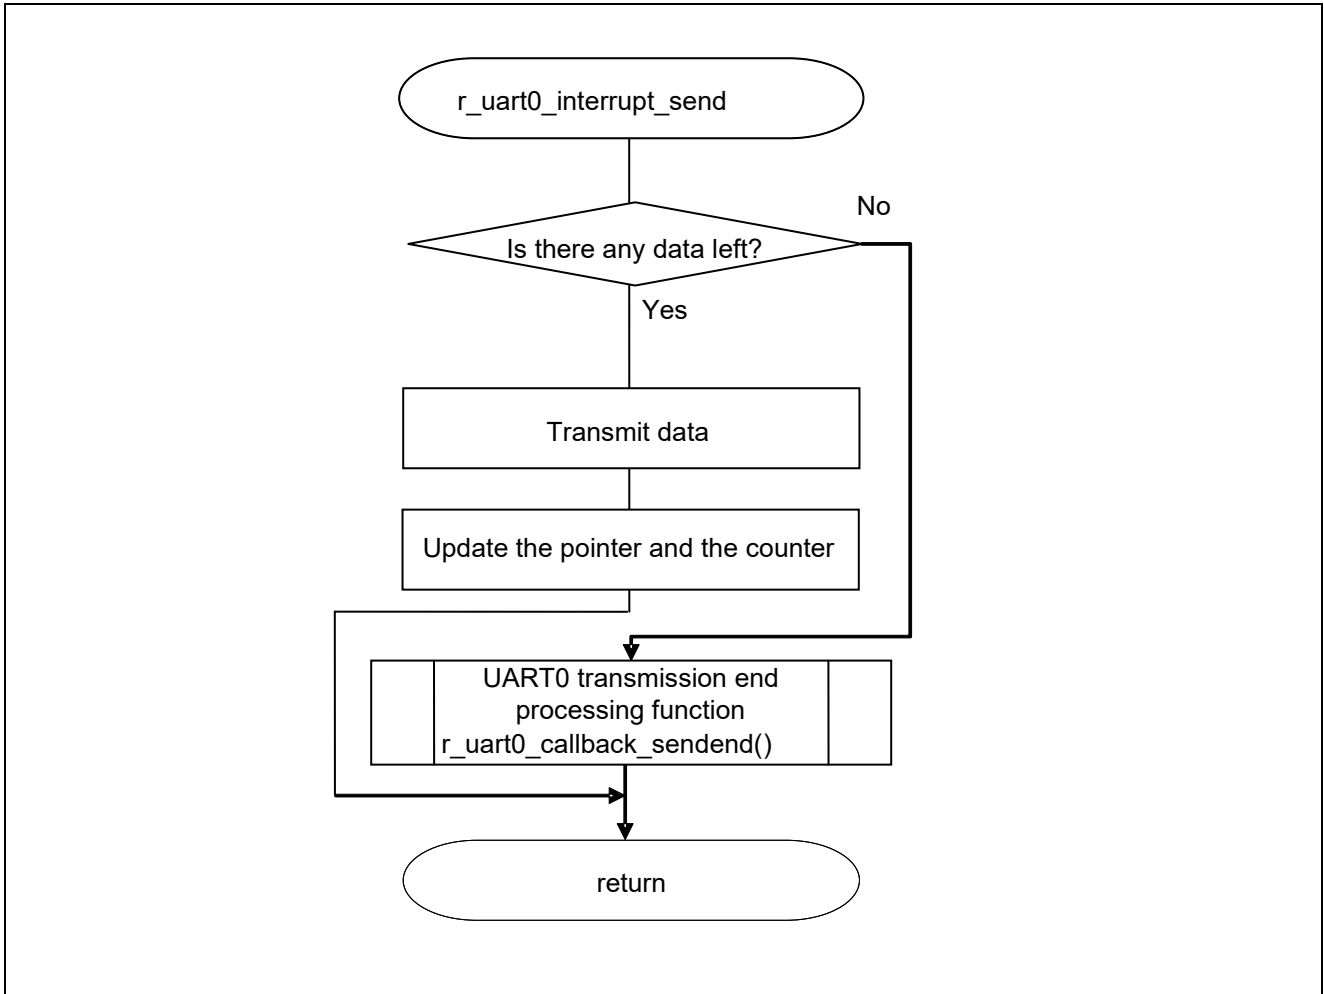 r_uart0_interrupt_send
No
Is there any data left?
Yes
Transmit data
Update the pointer and the counter
UART0 transmission end
processing function
r_uart0_callback_sendend()
return